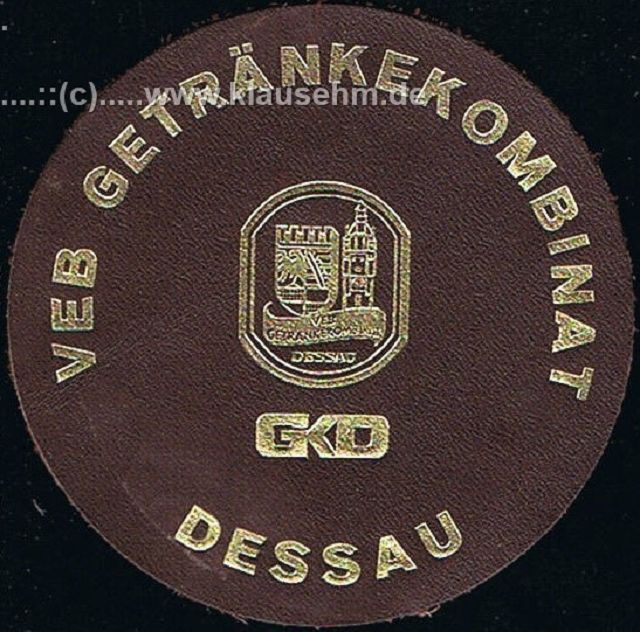 .....::(c).....www.klausehm.de
VEB GETRÄNKEKOMBINAT
VEB
GETRÄNKEKOMBINAT
DESSAU
GKD
DESSAU